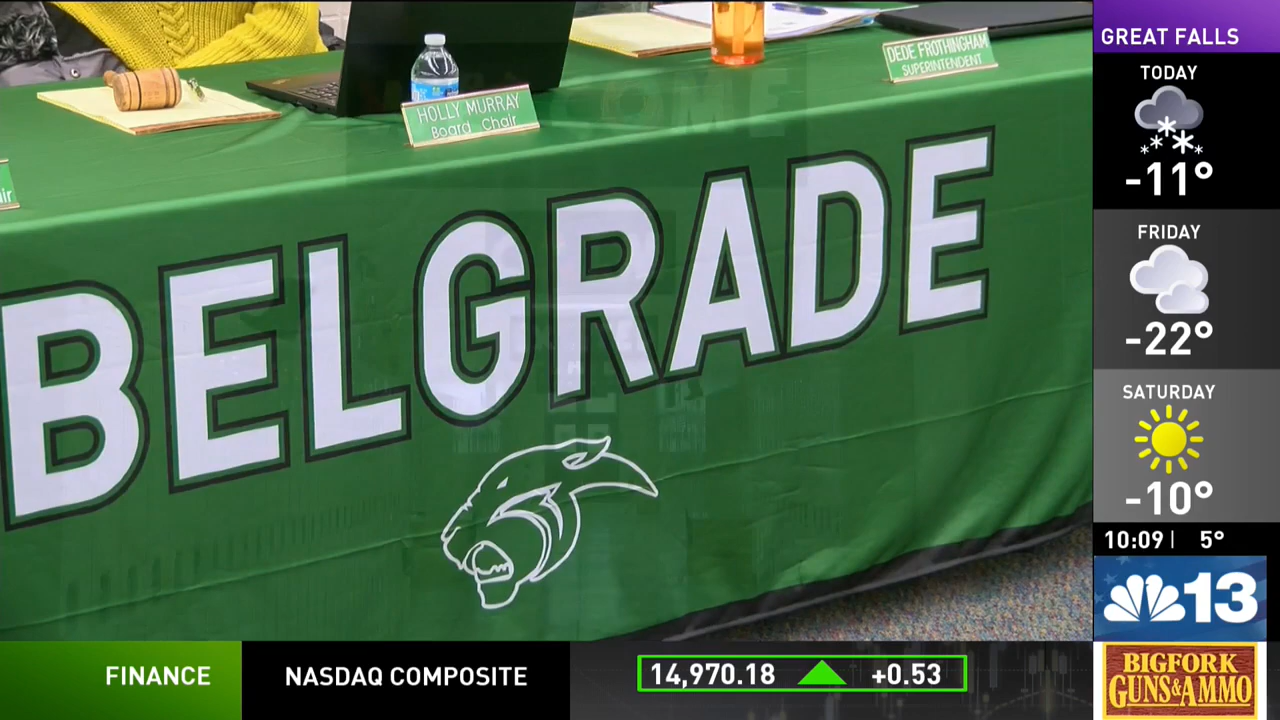 DEDE FROTHINGHAM
SUPERINTENDENT
HOLLY MURRAY
Board Chair
BELGRADE
GREAT FALLS
TODAY
-11°
FRIDAY
-22°
SATURDAY
-10°
10:09 | 5°
13
BIGFORK
GUNS & AMMO
FINANCE
NASDAQ COMPOSITE
14,970.18 +0.53